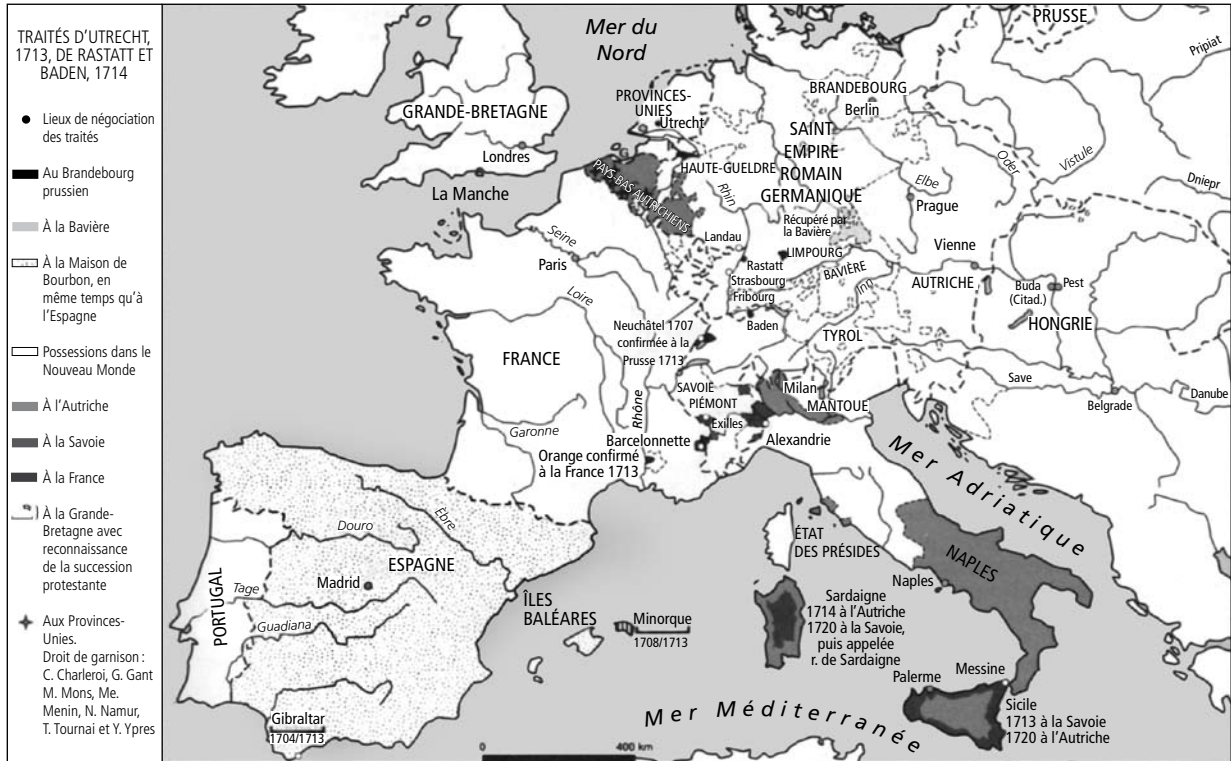 TRAITÉS D'UTRECHT,
1713, DE RASTATT ET
BADEN, 1714
Lieux de négociation
des traités
Au Brandebourg
prussien
À la Bavière
À la Maison de
Bourbon, en
même temps qu'à
l'Espagne
Possessions dans le
Nouveau Monde
À l'Autriche
À la Savoie
À la France
À la Grande-
Bretagne avec
reconnaissance
de la succession
protestante
Aux Provinces-
Unies.
Droit de garnison :
C. Charleroi, G. Gant
M. Mons, Me.
Menin, N. Namur,
T. Tournai et Y. Ypres
Mer du
Nord
PRUSSE
Pripiat
GRANDE-BRETAGNE
Londres
La Manche
PROVINCES-
UNIES
Utrecht
G
BRANDEBOURG
Berlin
SAINT
EMPIRE
ROMAIN
GERMANIQUE
HAUTE-GUELDRE
PAYS-BAS AUTRICHIENS
Rhin
Elbe
Oder
Vistule
Dniepr
Prague
Récupéré par
la Bavière
Landau
LIMPOURG
Vienne
Seine
Paris
Rastatt
Strasbourg
Fribourg
BAVIÈRE
Inn
AUTRICHE
Buda
(Citad.)
Pest
HONGRIE
Loire
Baden
Neuchâtel 1707
confirmée à la
Prusse 1713
TYROL
FRANCE
SAVOIE
PIÉMONT
Milan
MANTOUE
Save
Belgrade
Danube
Rhône
Exilles
Garonne
Barcelonnette
Alexandrie
Orange confirmé
à la France 1713
Mer Adriatique
Douro
Èbre
ESPAGNE
Madrid
PORTUGAL
Tage
Guadiana
ÉTAT
DES PRÉSIDES
NAPLES
Naples
ÎLES
BALÉARES
Minorque
1708/1713
Sardaigne
1714 à l'Autriche
1720 à la Savoie,
puis appelée
r. de Sardaigne
Messine
Palerme
Sicile
1713 à la Savoie
1720 à l'Autriche
Gibraltar
1704/1713
Mer Méditerranée
0
400 km